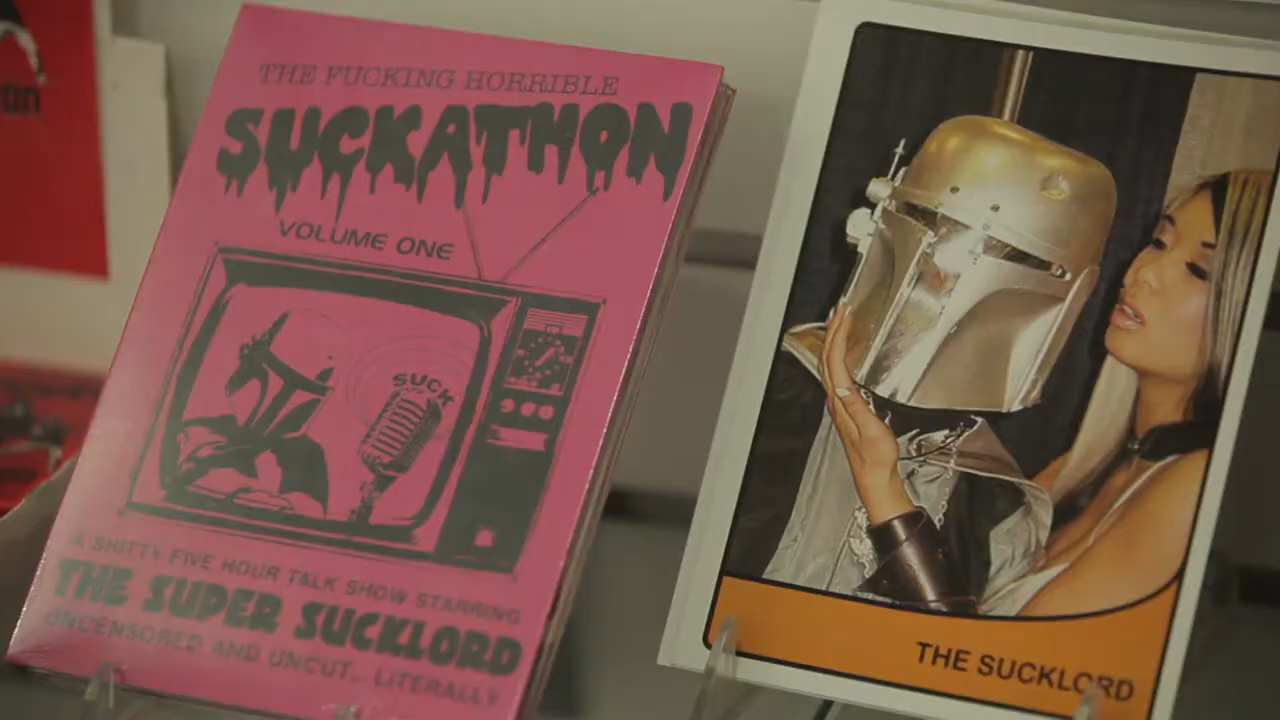 on
THE FUCKING HORRIBLE
SUCKATHON
VOLUME ONE
SUCK
A SHITTY FIVE HOUR TALK SHOW STARRING
THE SUPER SUCKLORD
UNCENSORED AND UNCUT... LITERALLY
THE SUCKLORD